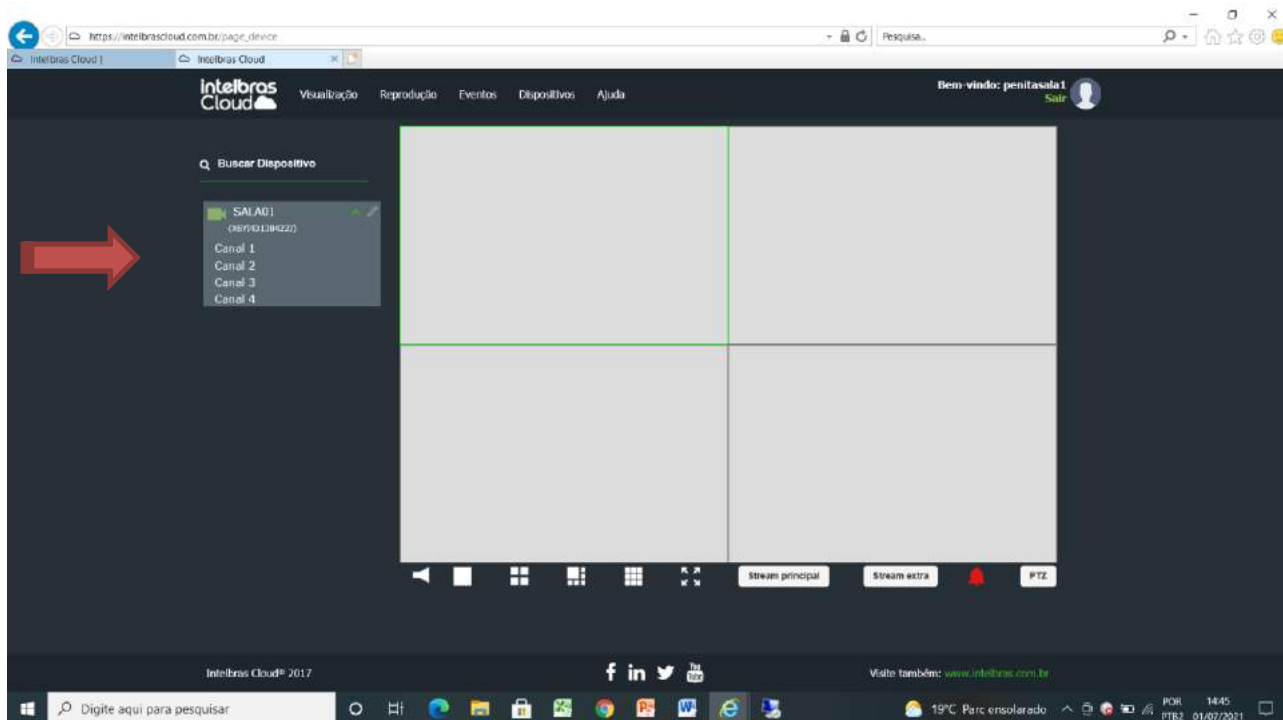 https://intelbrascloud.com.br/page_device
Pesquisa...
Intelbras Cloud
Intelbras Cloud
intelbras
Cloud
Visualização Reprodução Eventos Dispositivos Ajuda
Bem-vindo: penitasala1
Sair
Buscar Dispositivo
SALA01
Canal 1
Canal 2
Canal 3
Canal 4
Stream principal
Stream extra
PTZ
Intelbras Cloud® 2017
f in You Tube
Visite também: www.intelbras.com.br
Digite aqui para pesquisar
19°C Parc ensolarado
POR
PTB2
14:45
01/07/2021